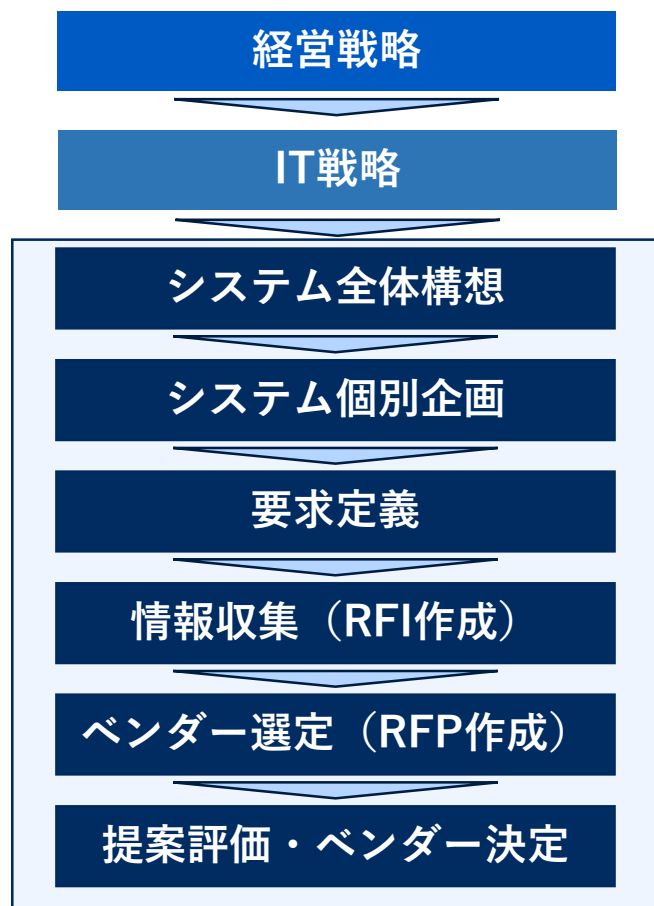 経営戦略
IT戦略
システム全体構想
システム個別企画
要求定義
情報収集（RFI作成）
ベンダー選定（RFP作成）
提案評価・ベンダー決定